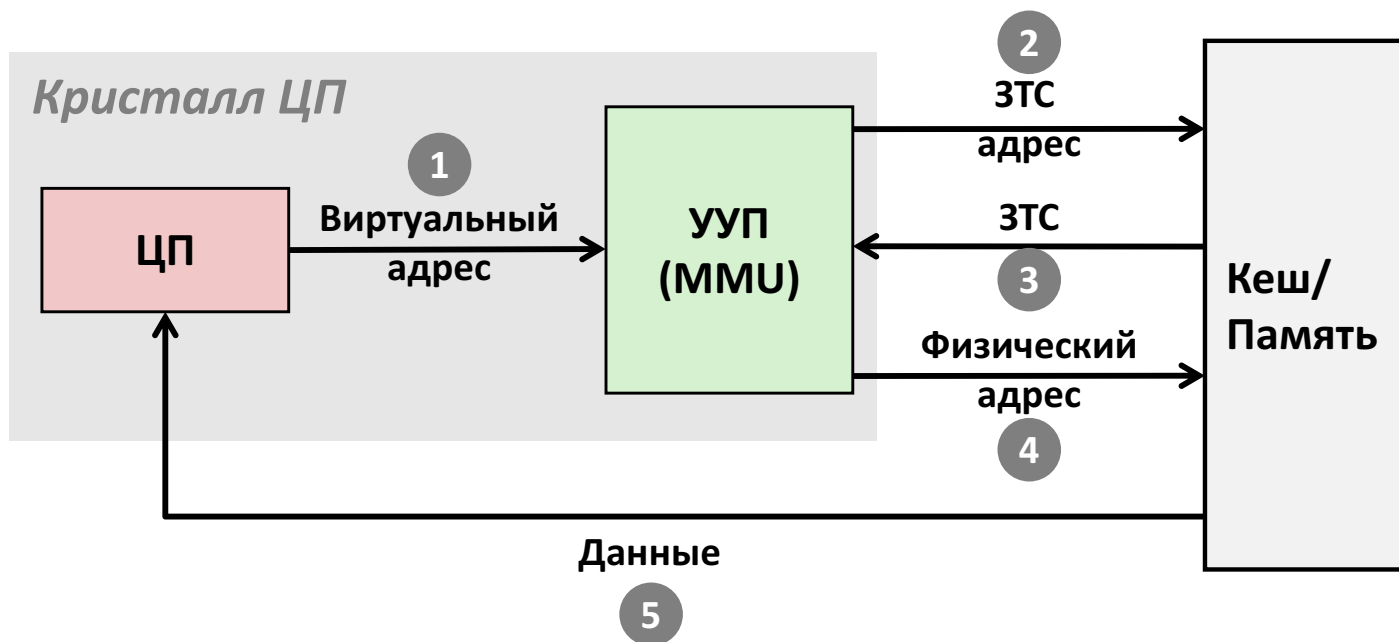 Кристалл ЦП
2
ЗТС
адрес
1
Виртуальный
адрес
ЦП
УУП
(MMU)
ЗТС
3
Кеш/
Память
Физический
адрес
4
Данные
5